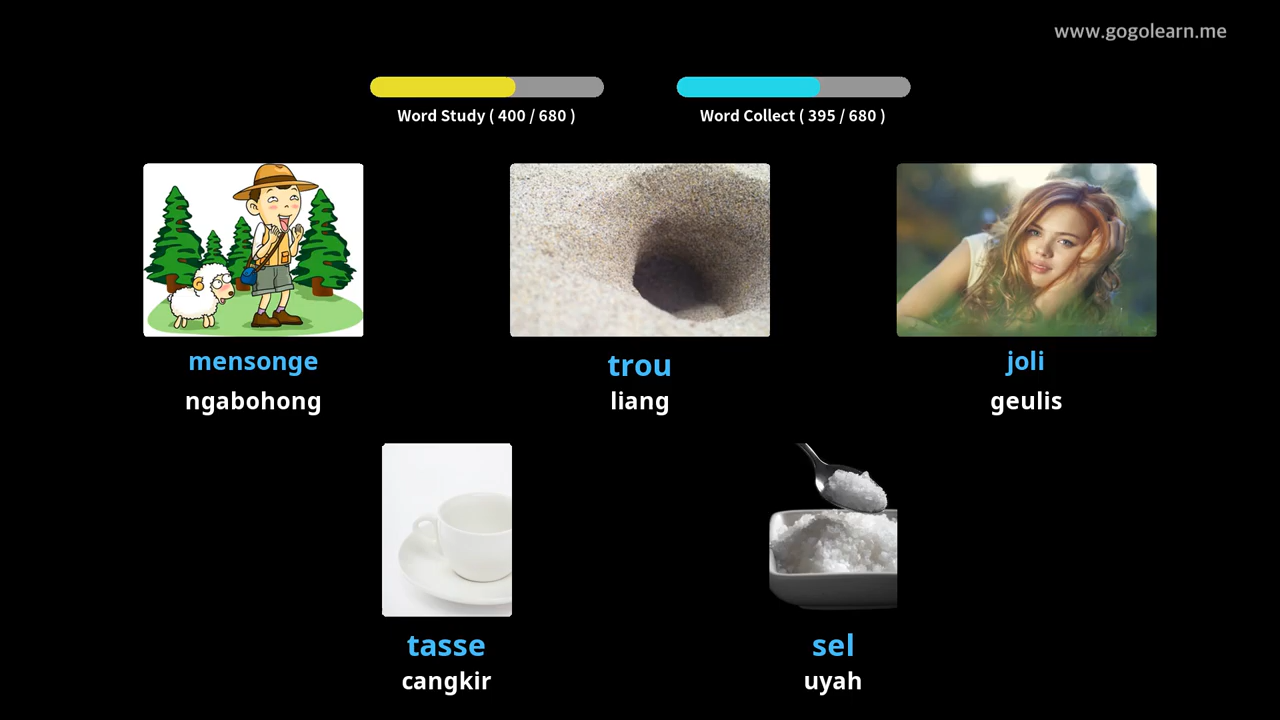 www.gogolearn.me
Word Study ( 400 / 680 )
Word Collect ( 395 / 680 )
mensonge
ngabohong
trou
liang
joli
geulis
tasse
cangkir
sel
uyah